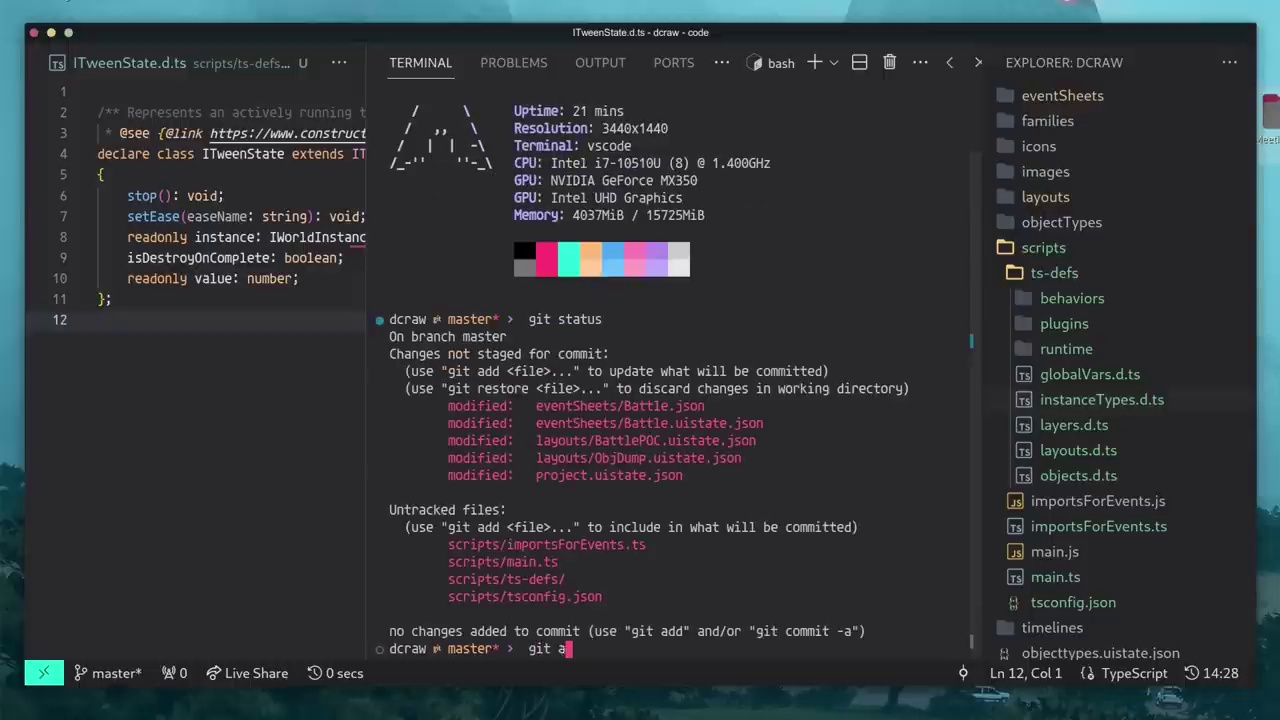 ITweenState.d.ts - dcraw - code
ITweenState.d.ts scripts/ts-defs... U ...
1
2 /** Represents an actively running t
3 * @see {@link https://www.construct
4 declare class ITweenState extends IT
5 {
6 stop(): void;
7 setEase(easeName: string): void;
8 readonly instance: IWorldInstanc
9 isDestroyOnComplete: boolean;
10 readonly value: number;
11 };
12
TERMINAL PROBLEMS OUTPUT PORTS ... bash
Uptime: 21 mins
Resolution: 3440x1440
Terminal: vscode
CPU: Intel i7-10510U (8) @ 1.400GHz
GPU: NVIDIA GeForce MX350
GPU: Intel UHD Graphics
Memory: 4037MiB / 15725MiB
dcraw master* > git status
On branch master
Changes not staged for commit:
(use "git add <file>..." to update what will be committed)
(use "git restore <file>..." to discard changes in working directory)
modified: eventSheets/Battle.json
modified: eventSheets/Battle.uistate.json
modified: layouts/BattlePOC.uistate.json
modified: layouts/ObjDump.uistate.json
modified: project.uistate.json
Untracked files:
(use "git add <file>..." to include in what will be committed)
scripts/importsForEvents.ts
scripts/main.ts
scripts/ts-defs/
scripts/tsconfig.json
no changes added to commit (use "git add" and/or "git commit -a")
dcraw master* > git a
EXPLORER: DCRAW ...
eventSheets
families
icons
images
layouts
objectTypes
scripts
ts-defs
behaviors
plugins
runtime
TS globalVars.d.ts
TS instanceTypes.d.ts
TS layers.d.ts
TS layouts.d.ts
TS objects.d.ts
JS importsForEvents.js
TS importsForEvents.ts
JS main.js
TS main.ts
{} tsconfig.json
timelines
objecttypes.uistate.json
master* 0 Live Share 0 secs Ln 12, Col 1 TypeScript 14:28